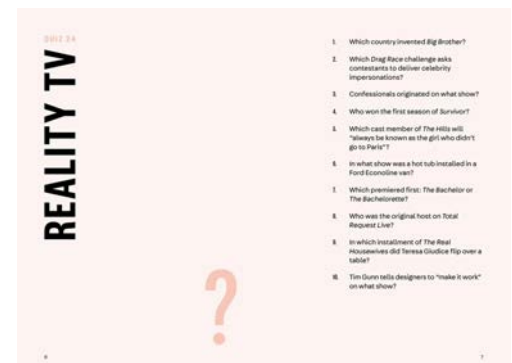 QUIZ 24
REALITY TV
?
1. Which country invented Big Brother?
2. Which Drag Race challenge asks
contestants to deliver celebrity
impersonations?
3. Confessionals originated on what show?
4. Who won the first season of Survivor?
5. Which cast member of The Hills will
"always be known as the girl who didn't
go to Paris"?
6. In what show was a hot tub installed in a
Ford Econoline van?
7. Which premiered first: The Bachelor or
The Bachelorette?
8. Who was the original host on Total
Request Live?
9. In which installment of The Real
Housewives did Teresa Giudice flip over a
table?
10. Tim Gunn tells designers to "make it work"
on what show?